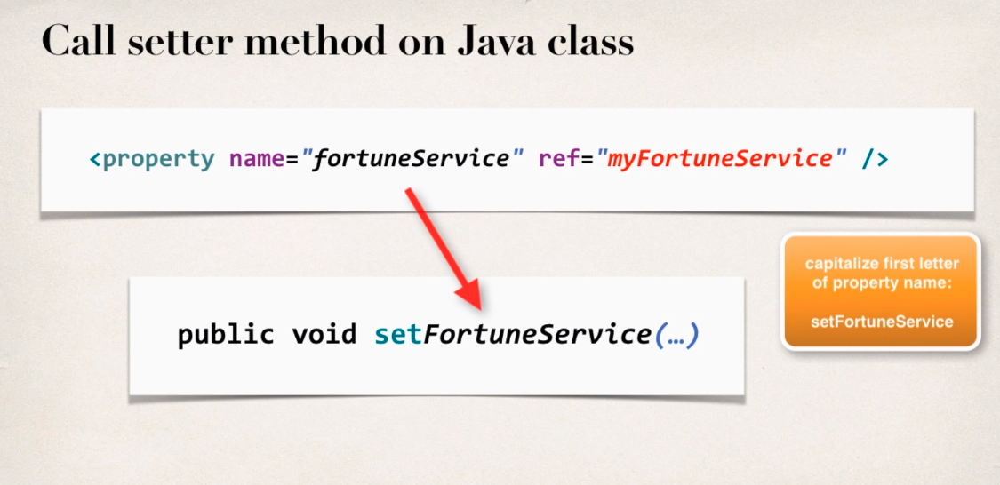 Call setter method on Java class
<property name="fortuneService" ref="myFortuneService" />
public void setFortuneService(…)
capitalize first letter
of property name:
setFortuneService